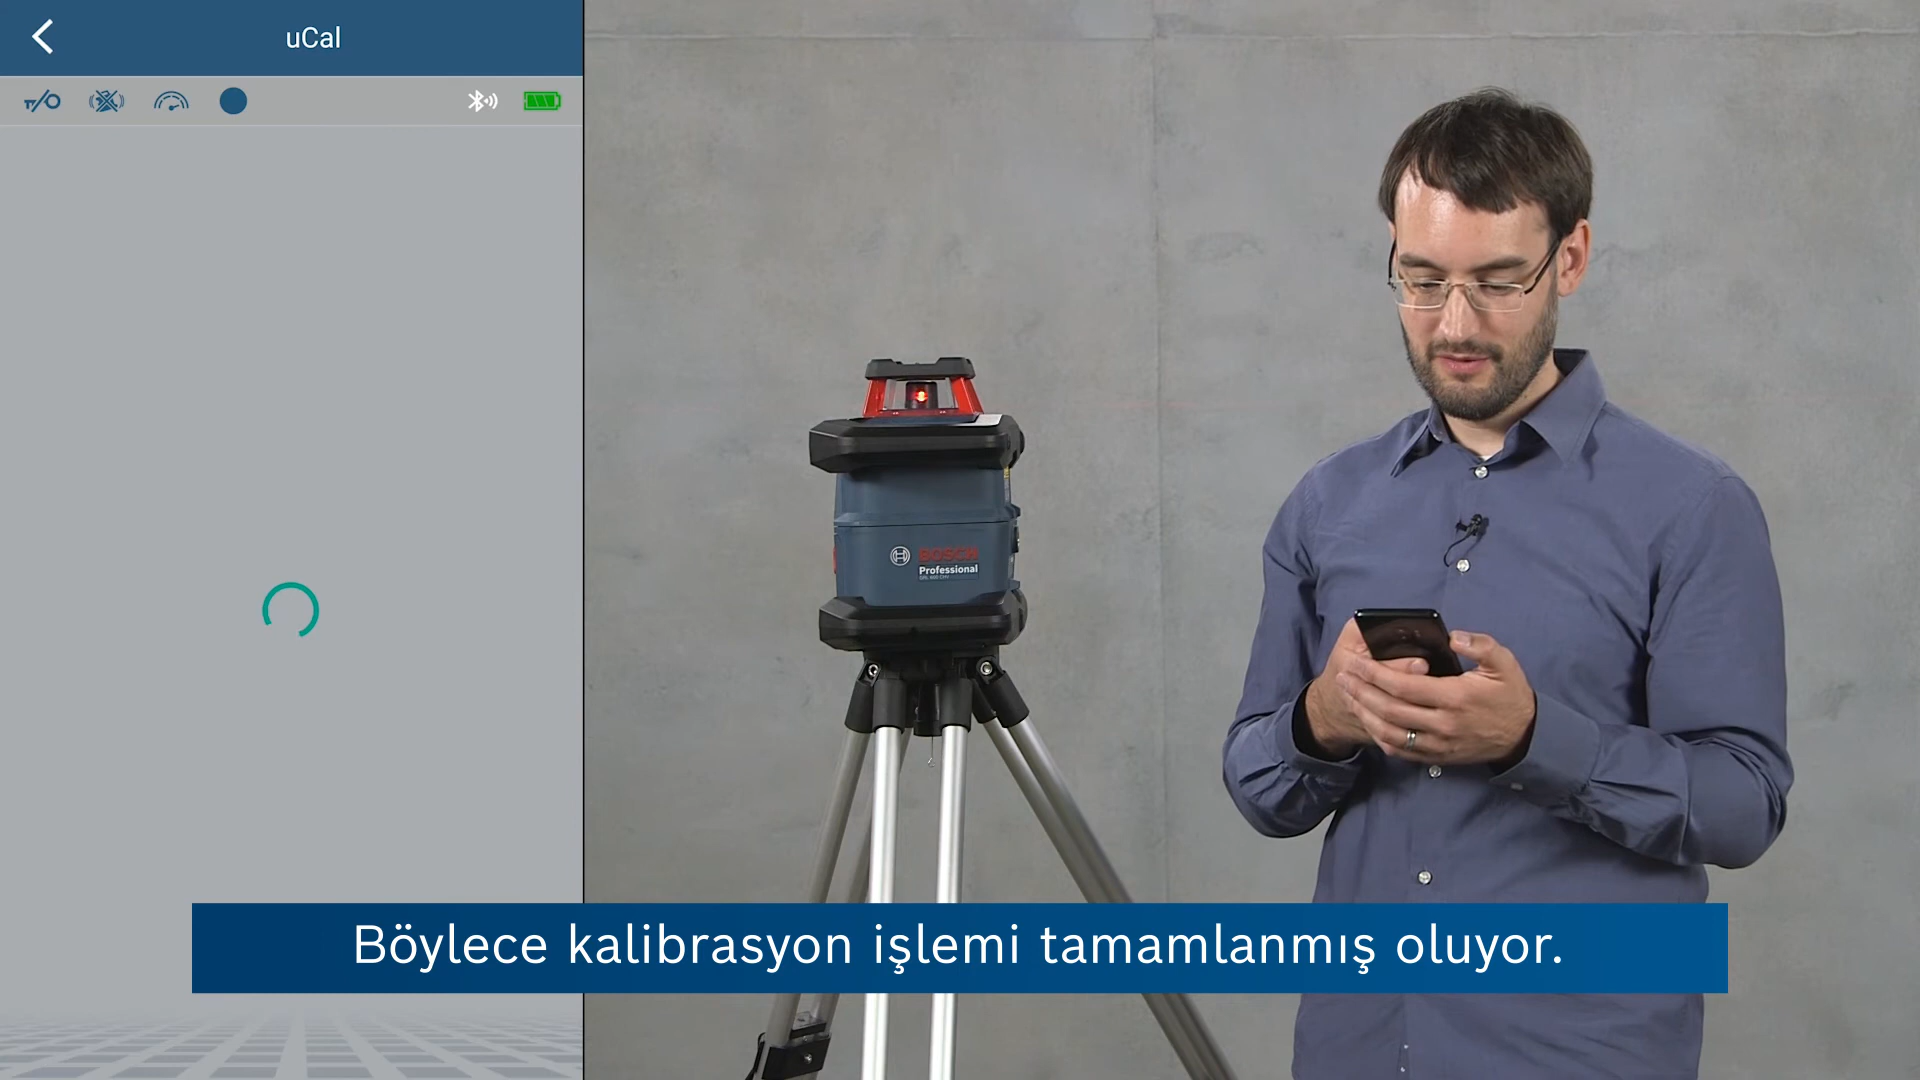 uCal
BOSCH
Professional
Böylece kalibrasyon işlemi tamamlanmış oluyor.